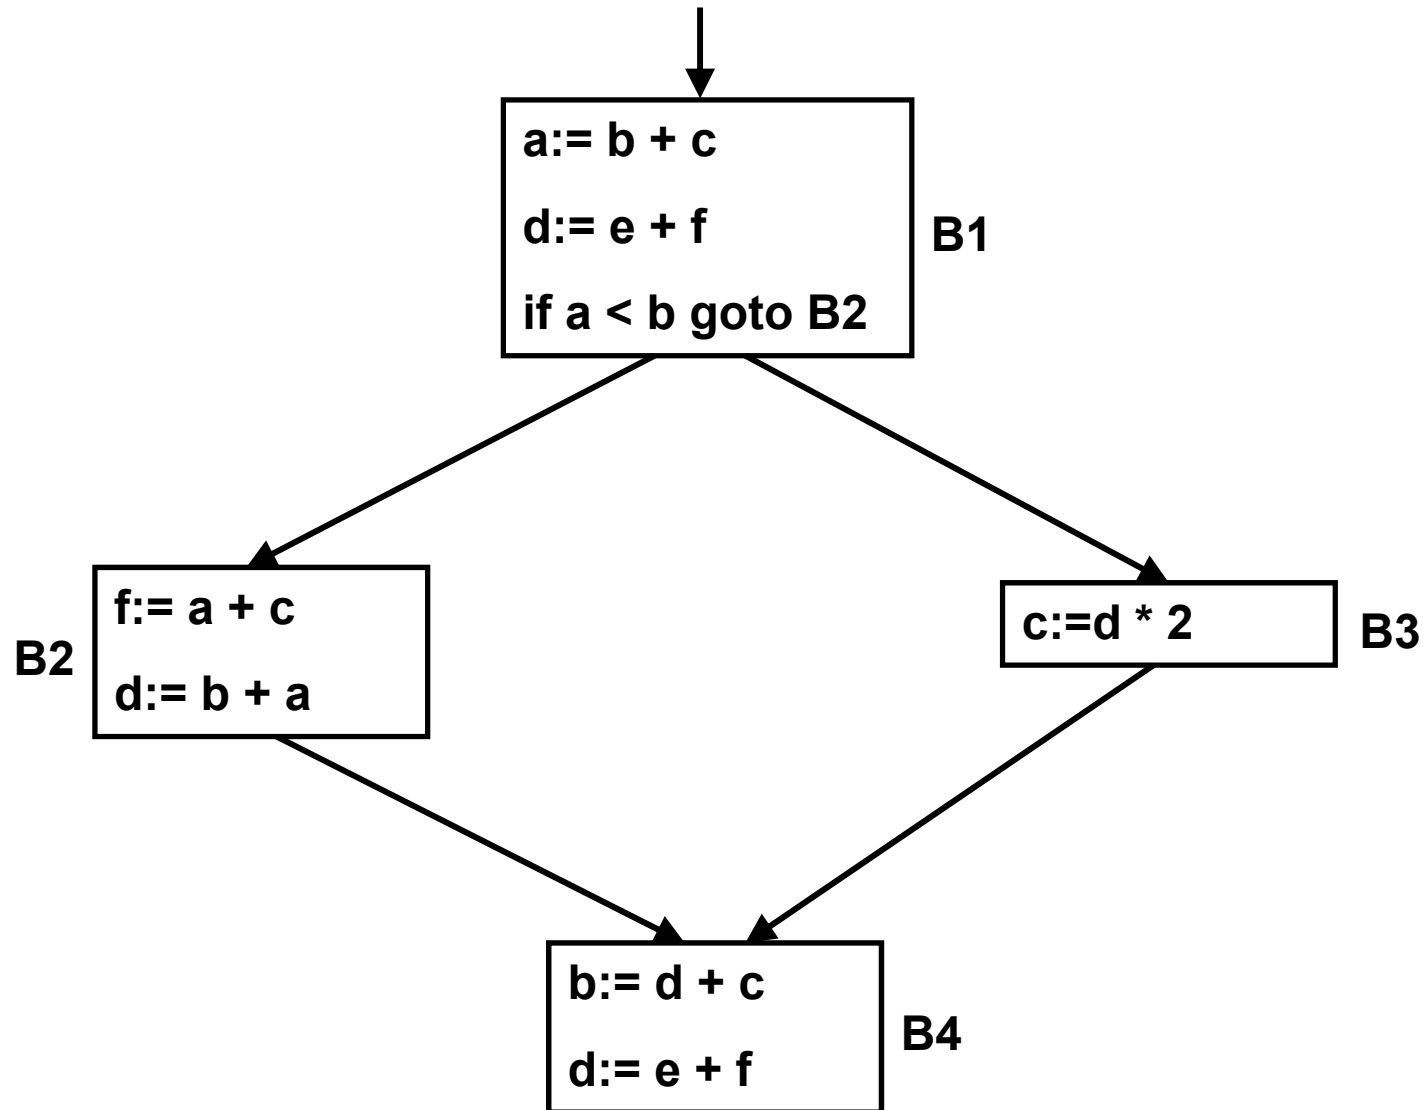 a:= b + c
d:= e + f
if a < b goto B2
B1
f:= a + c
d:= b + a
B2
c:=d * 2
B3
b:= d + c
d:= e + f
B4